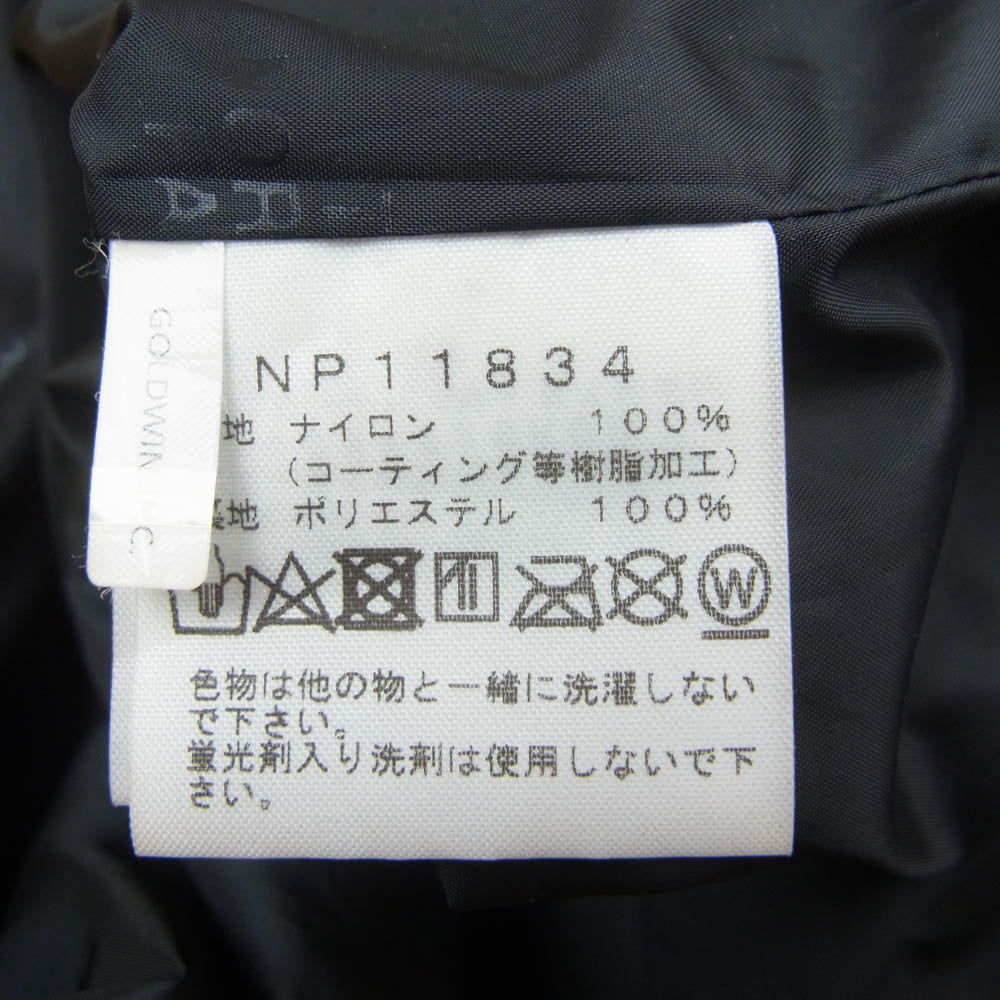 NP11834
地 ナイロン 100%
(コーティング等樹脂加工)
地 ポリエステル 100%
W
色物は他の物と一緒に洗濯しない
で下さい。
蛍光剤入り洗剤は使用しないで下
さい。
GOLDWIN